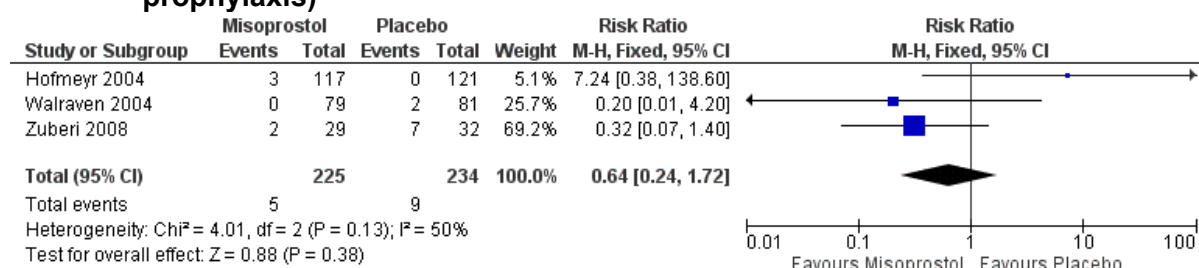 prophylaxis)
Misoprostol Placebo Risk Ratio Risk Ratio
Study or Subgroup Events Total Events Total Weight M-H, Fixed, 95% CI M-H, Fixed, 95% CI
Hofmeyr 2004 3 117 0 121 5.1% 7.24 [0.38, 138.60]
Walraven 2004 0 79 2 81 25.7% 0.20 [0.01, 4.20]
Zuberi 2008 2 29 7 32 69.2% 0.32 [0.07, 1.40]
Total (95% CI) 225 234 100.0% 0.64 [0.24, 1.72]
Total events 5 9
Heterogeneity: Chi² = 4.01, df = 2 (P = 0.13); I² = 50%
Test for overall effect: Z = 0.88 (P = 0.38)
0.01 0.1 1 10 100
Favours Misoprostol Favours Placebo